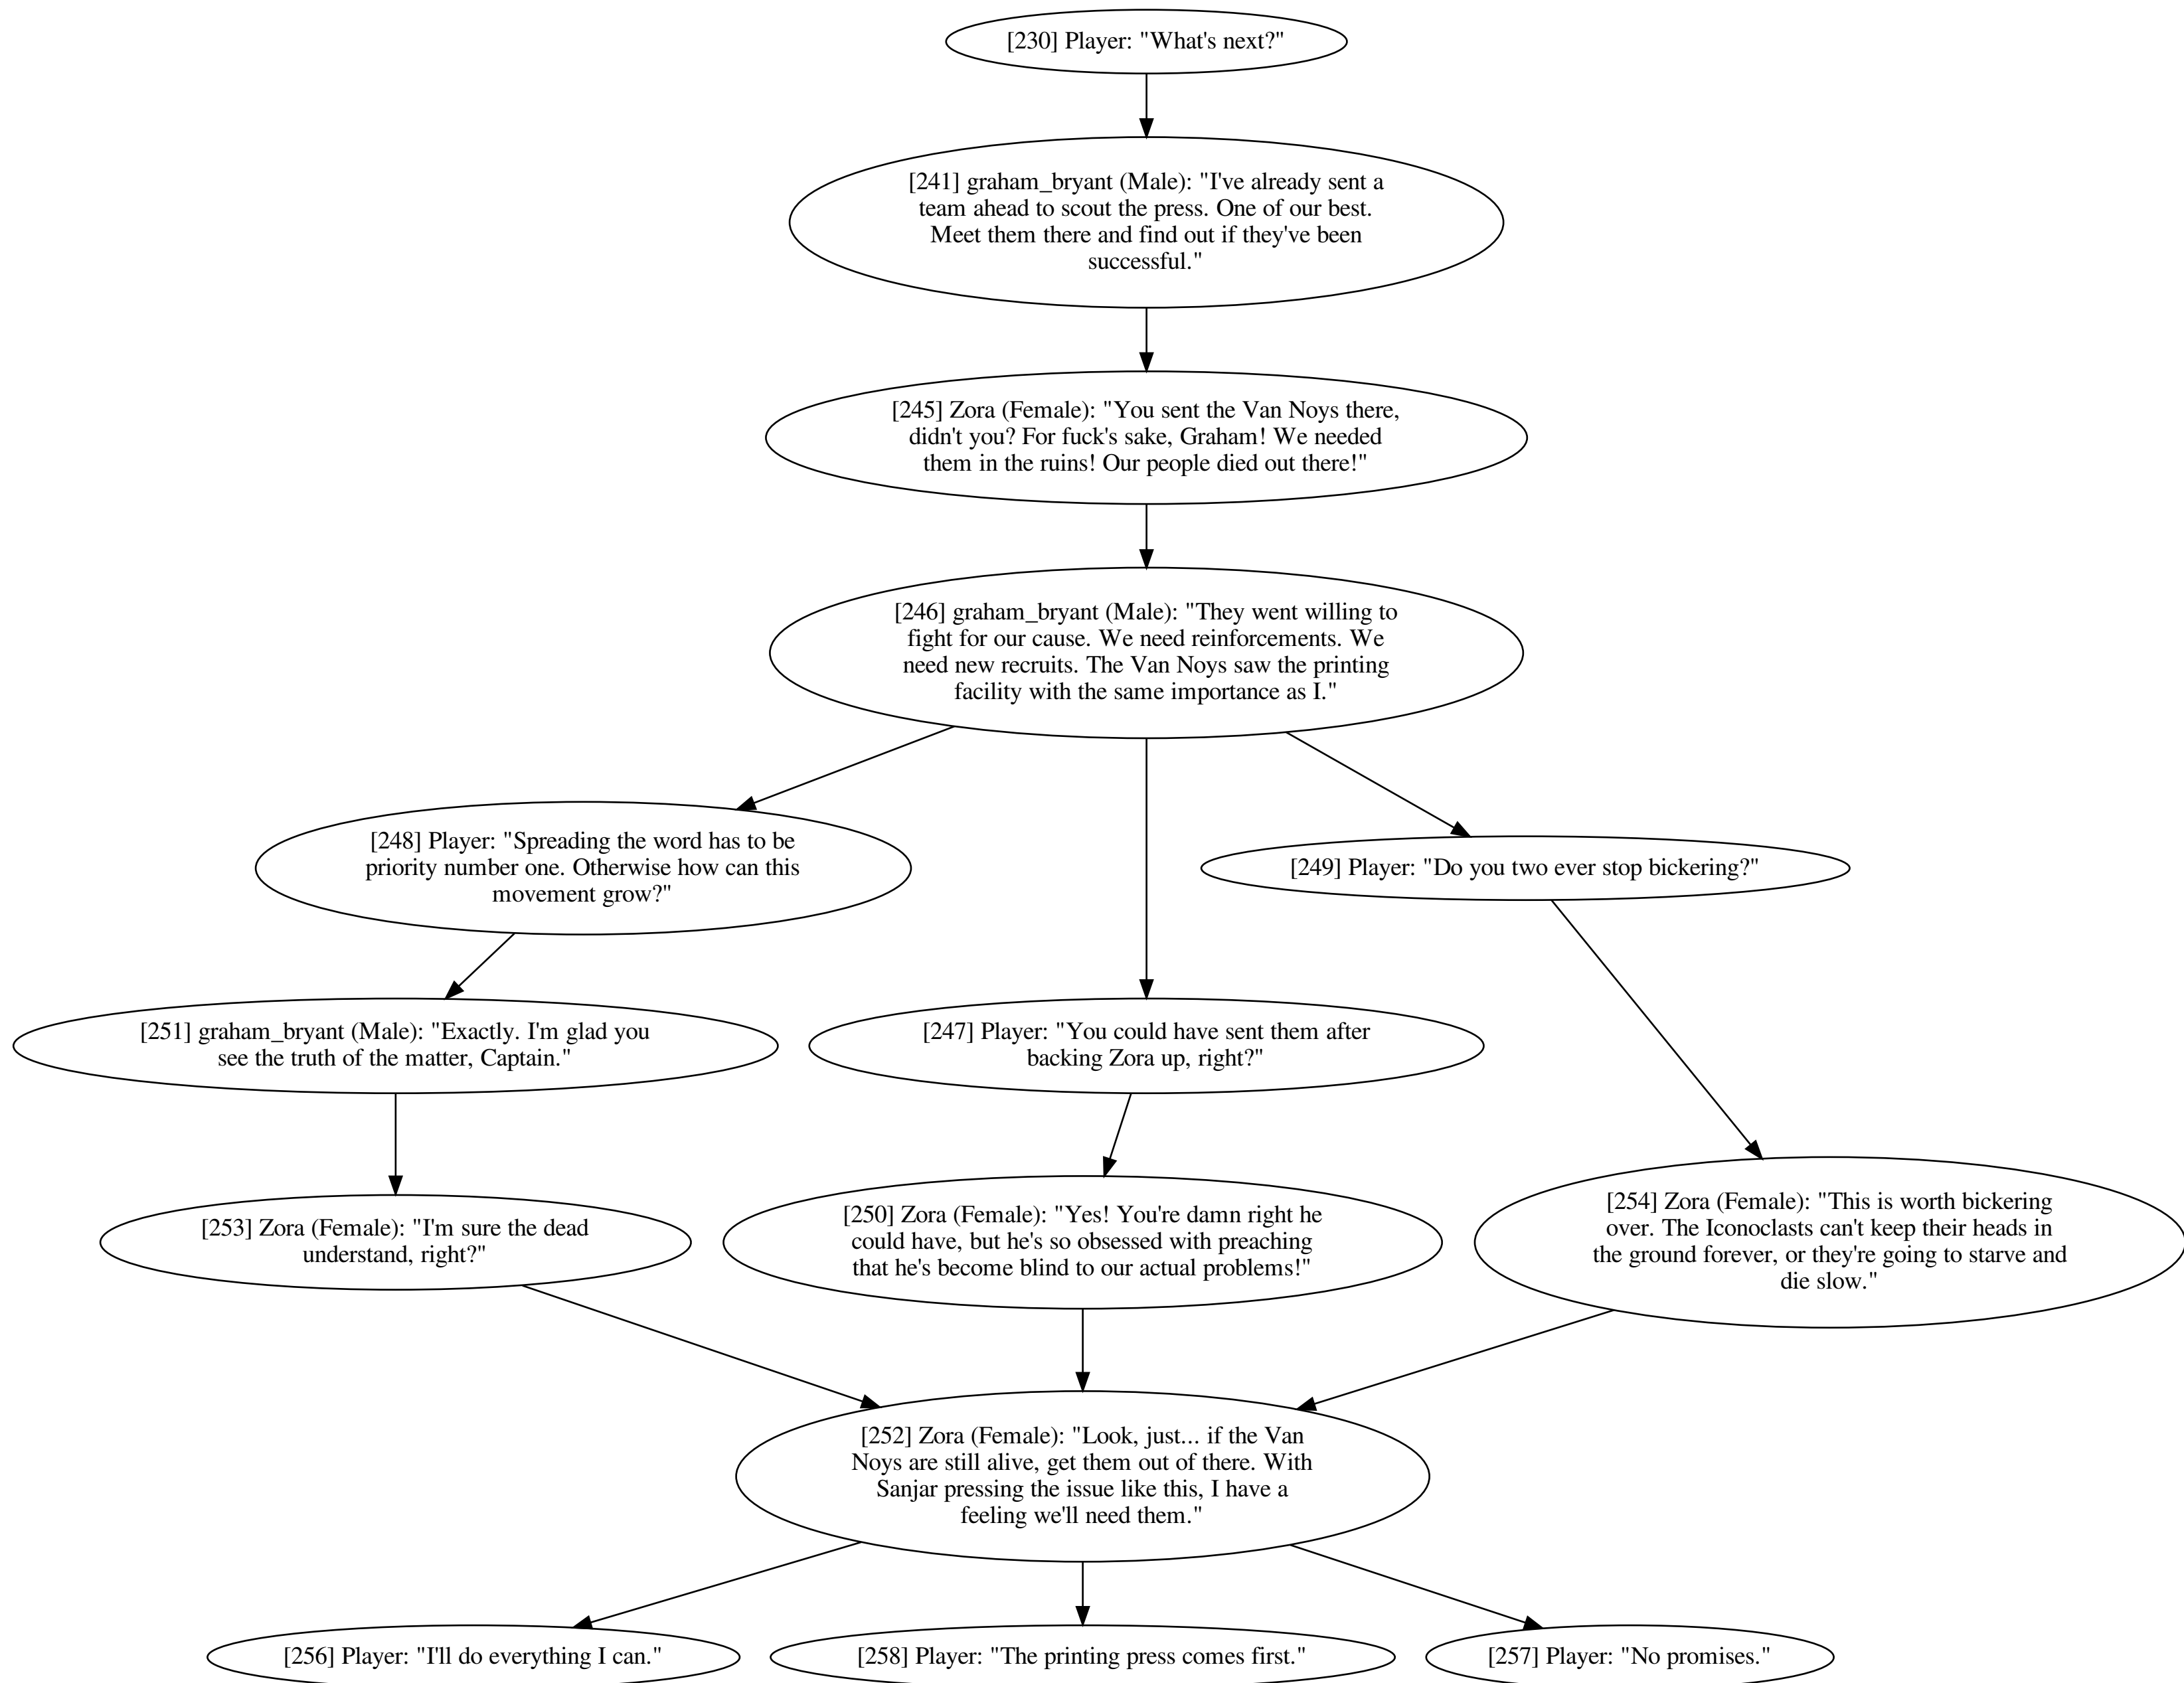 [230] Player: "What's next?"
[241] graham_bryant (Male): "I've already sent a
team ahead to scout the press. One of our best.
Meet them there and find out if they've been
successful."
[245] Zora (Female): "You sent the Van Noys there,
didn't you? For fuck's sake, Graham! We needed
them in the ruins! Our people died out there!"
[246] graham_bryant (Male): "They went willing to
fight for our cause. We need reinforcements. We
need new recruits. The Van Noys saw the printing
facility with the same importance as I."
[248] Player: "Spreading the word has to be
priority number one. Otherwise how can this
movement grow?"
[249] Player: "Do you two ever stop bickering?"
[251] graham_bryant (Male): "Exactly. I'm glad you
see the truth of the matter, Captain."
[247] Player: "You could have sent them after
backing Zora up, right?"
[253] Zora (Female): "I'm sure the dead
understand, right?"
[250] Zora (Female): "Yes! You're damn right he
could have, but he's so obsessed with preaching
that he's become blind to our actual problems!"
[254] Zora (Female): "This is worth bickering
over. The Iconoclasts can't keep their heads in
the ground forever, or they're going to starve and
die slow."
[252] Zora (Female): "Look, just... if the Van
Noys are still alive, get them out of there. With
Sanjar pressing the issue like this, I have a
feeling we'll need them."
[256] Player: "I'll do everything I can."
[258] Player: "The printing press comes first."
[257] Player: "No promises."